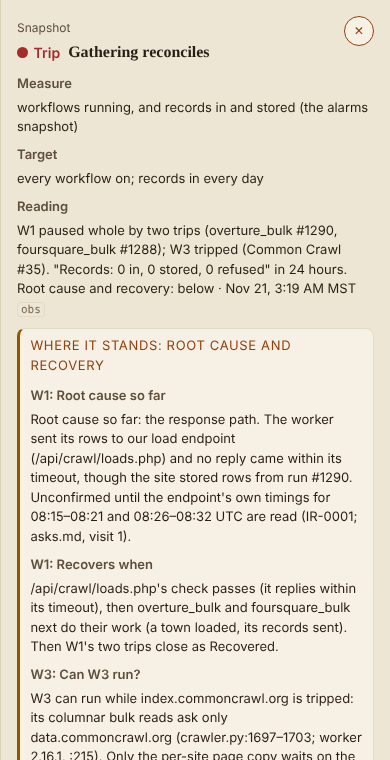 Snapshot
×
Trip Gathering reconciles
Measure
workflows running, and records in and stored (the alarms
snapshot)
Target
every workflow on; records in every day
Reading
W1 paused whole by two trips (overture_bulk #1290,
foursquare_bulk #1288); W3 tripped (Common Crawl
#35). "Records: 0 in, 0 stored, 0 refused" in 24 hours.
Root cause and recovery: below · Nov 21, 3:19 AM MST
obs
WHERE IT STANDS: ROOT CAUSE AND
RECOVERY
W1: Root cause so far
Root cause so far: the response path. The worker
sent its rows to our load endpoint
(/api/crawl/loads.php) and no reply came within its
timeout, though the site stored rows from run #1290.
Unconfirmed until the endpoint's own timings for
08:15–08:21 and 08:26–08:32 UTC are read (IR-0001;
asks.md, visit 1).
W1: Recovers when
/api/crawl/loads.php's check passes (it replies within
its timeout), then overture_bulk and foursquare_bulk
next do their work (a town loaded, its records sent).
Then W1's two trips close as Recovered.
W3: Can W3 run?
W3 can run while index.commoncrawl.org is tripped:
its columnar bulk reads ask only
data.commoncrawl.org (crawler.py:1697–1703; worker
2.16.1, :215). Only the per-site page copy waits on the